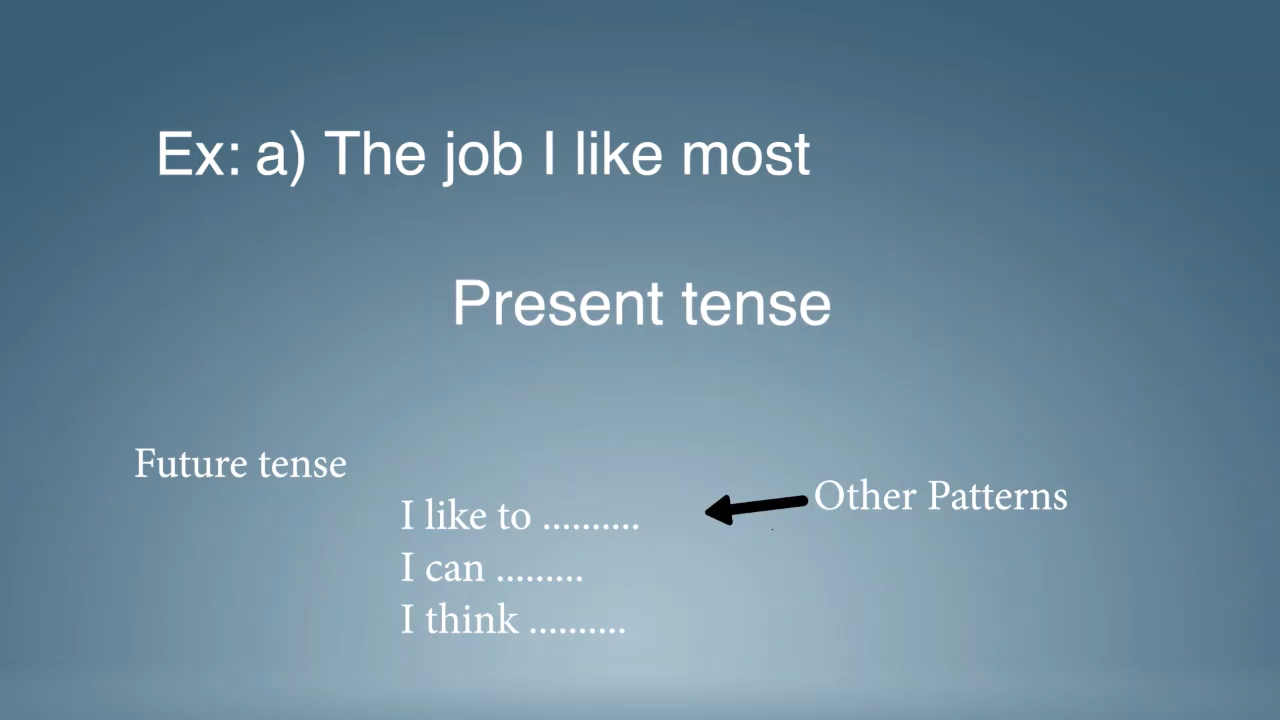 Ex: a) The job I like most
Present tense
Future tense
I like to ..........
Other Patterns
I can .........
I think ..........